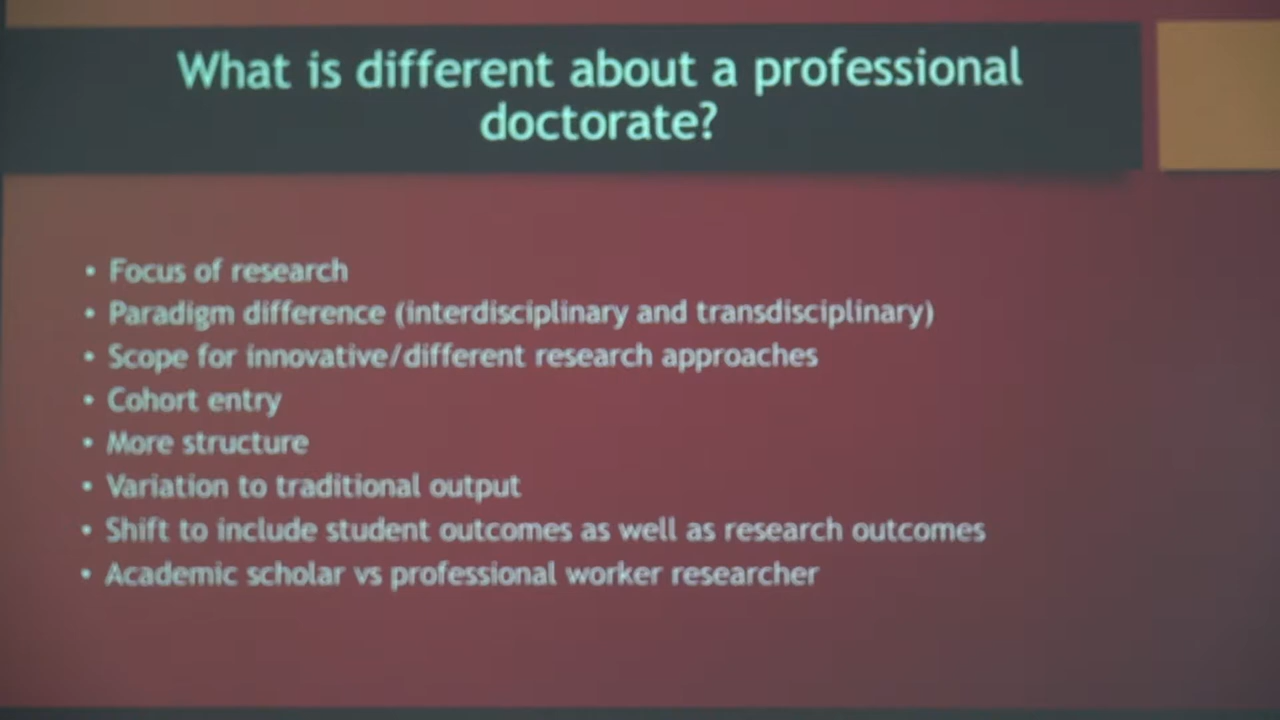 What is different about a professional
doctorate?
• Focus of research
• Paradigm difference (interdisciplinary and transdisciplinary)
• Scope for innovative/different research approaches
• Cohort entry
• More structure
• Variation to traditional output
• Shift to include student outcomes as well as research outcomes
• Academic scholar vs professional worker researcher